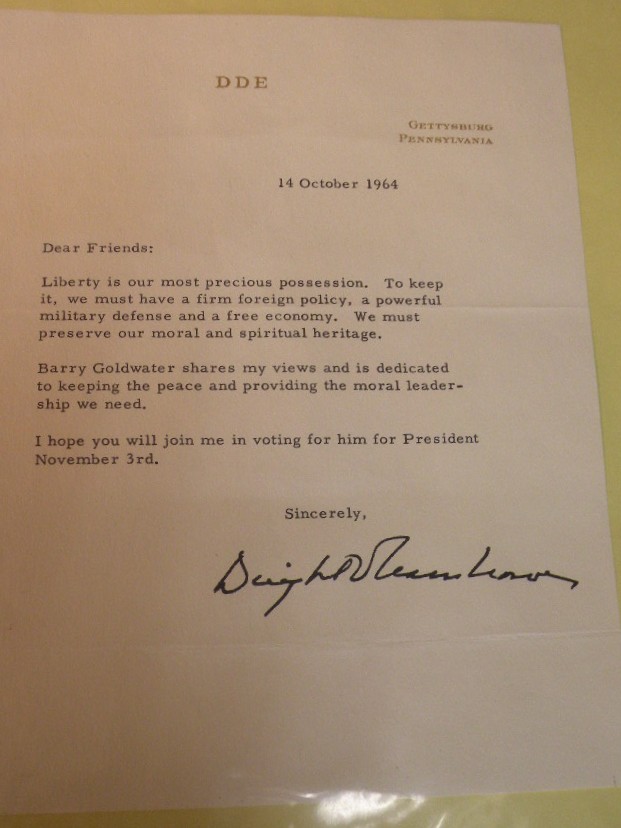 DDE
GETTYSBURG
PENNSYLVANIA
14 October 1964
Dear Friends:
Liberty is our most precious possession. To keep
it, we must have a firm foreign policy, a powerful
military defense and a free economy. We must
preserve our moral and spiritual heritage.
Barry Goldwater shares my views and is dedicated
to keeping the peace and providing the moral leader-
ship we need.
I hope you will join me in voting for him for President
November 3rd.
Sincerely,
Dwight D Eisenhower